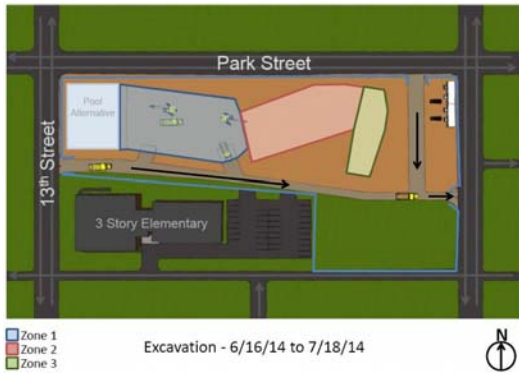 Park Street
Pool
Alternative
13th Street
3 Story Elementary
Zone 1
Zone 2
Zone 3
Excavation - 6/16/14 to 7/18/14
N